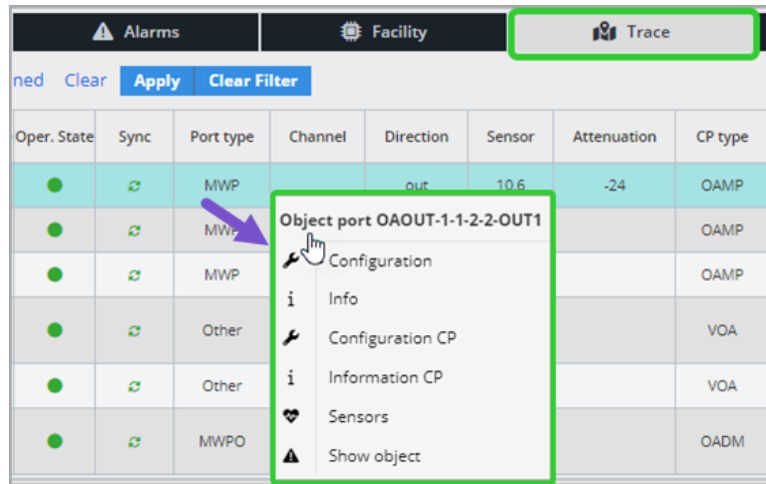 Alarms Facility Trace
ned Clear Apply Clear Filter
Oper. State Sync Port type Channel Direction Sensor Attenuation CP type
MWP out 10.6 -24 OAMP
OAMP
MWP OAMP
Other VOA
Other VOA
MWPO OADM
Object port OAOUT-1-1-2-2-OUT1
Configuration
i Info
Configuration CP
i Information CP
Sensors
Show object